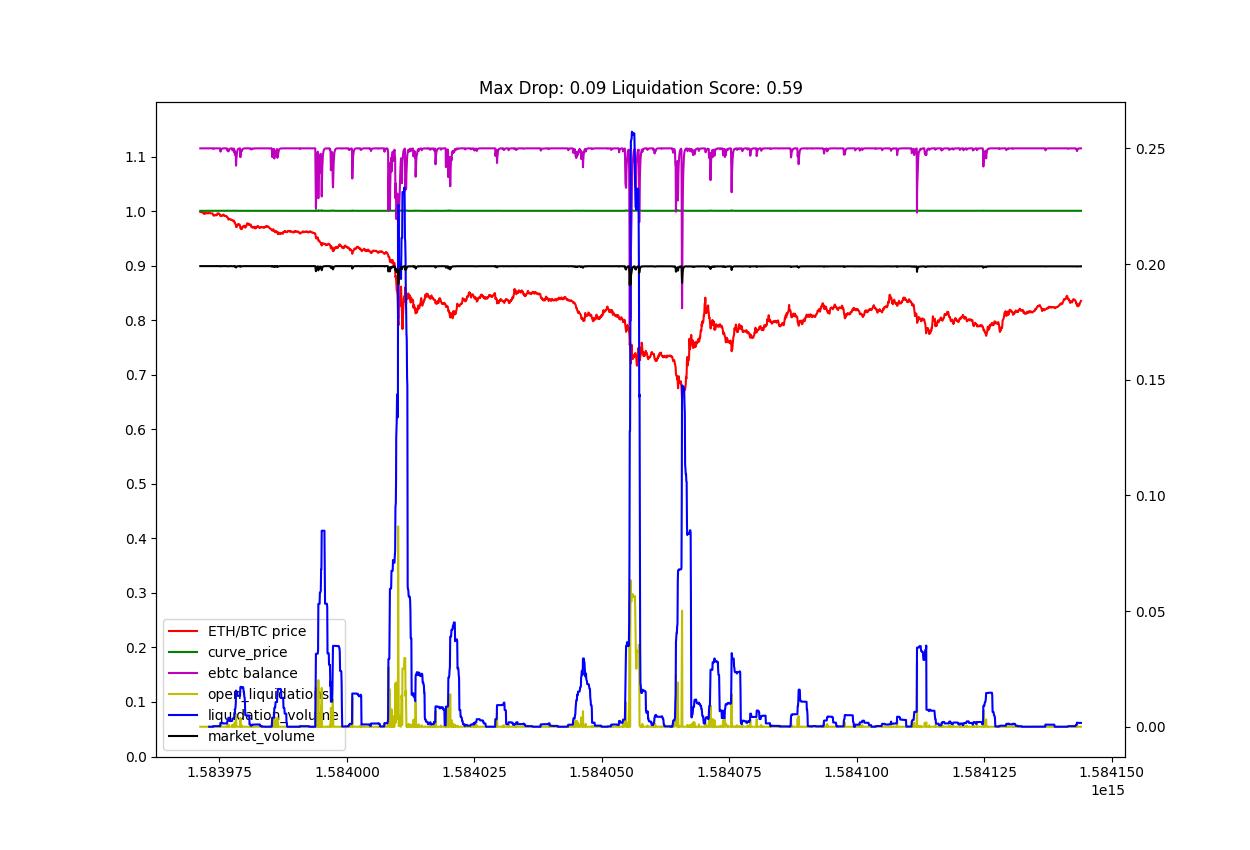 Max Drop: 0.09 Liquidation Score: 0.59
1.1
1.0
0.9
0.8
0.7
0.6
0.5
0.4
0.3
0.2
0.1
0.0
0.25
0.20
0.15
0.10
0.05
0.00
ETH/BTC price
curve_price
ebtc balance
open_liquidations
liquidation_volume
market_volume
1.583975 1.584000 1.584025 1.584050 1.584075 1.584100 1.584125 1.584150
1e15